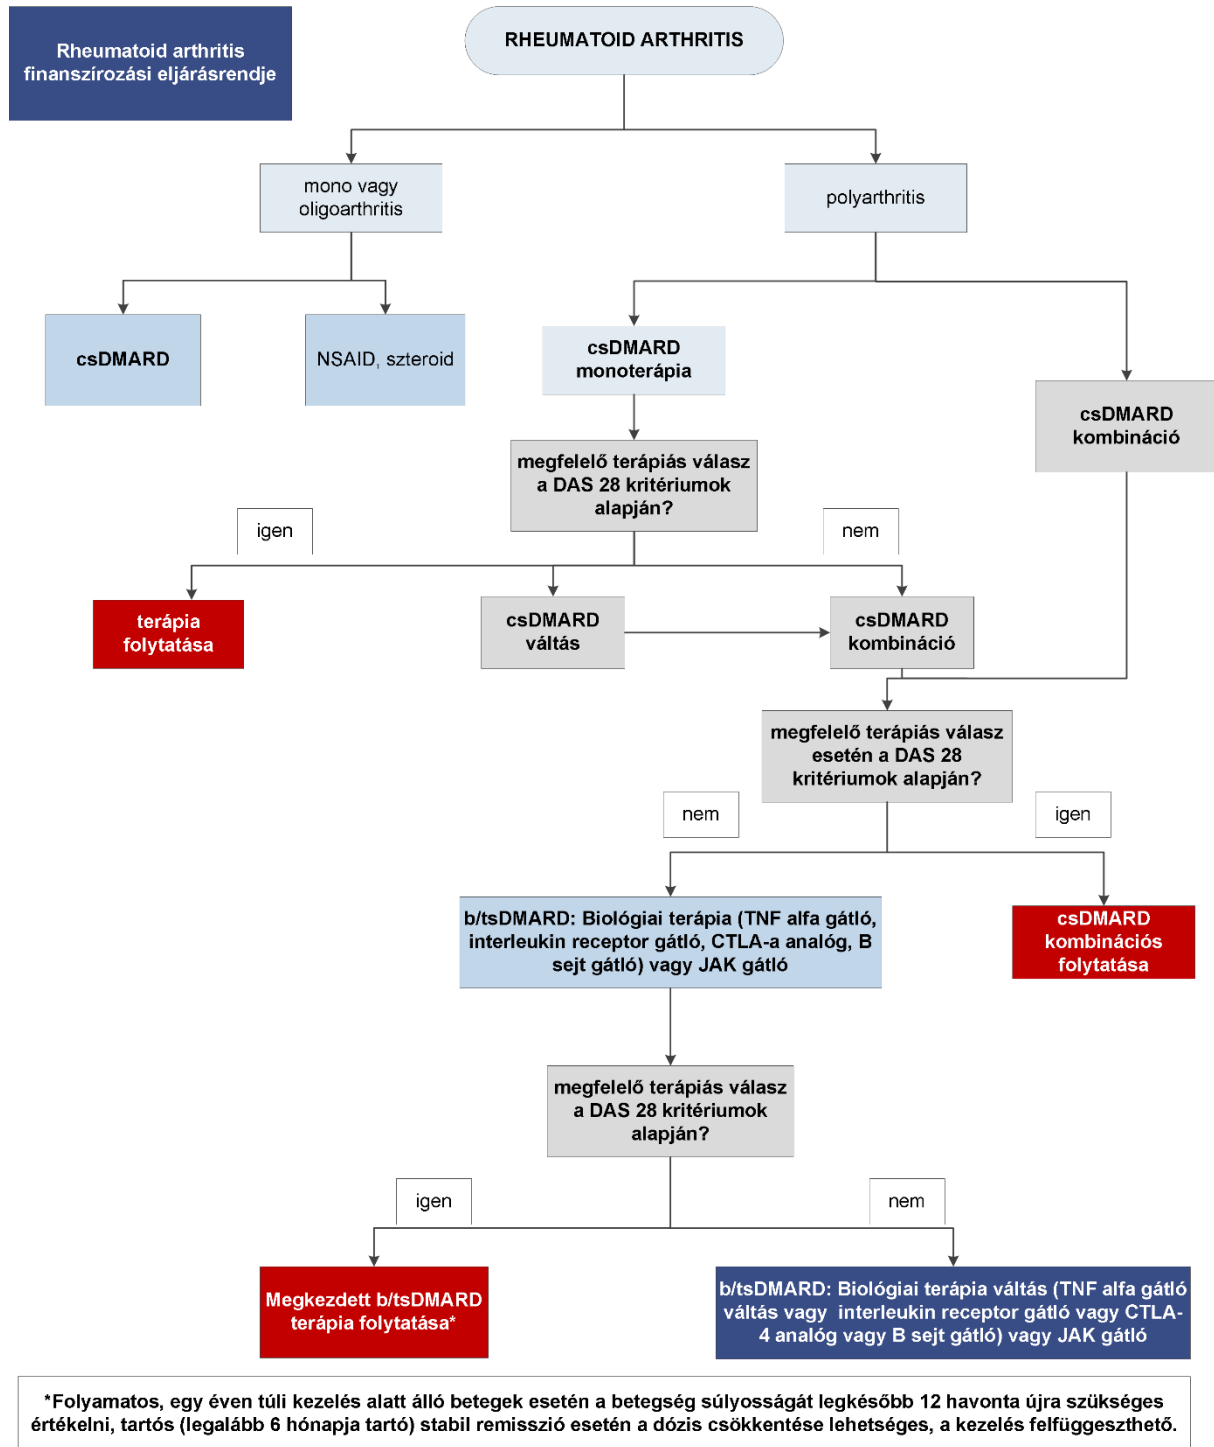 Rheumatoid arthritis
finanszírozási eljárásrendje
RHEUMATOID ARTHRITIS
mono vagy
oligoarthritis
polyarthritis
csDMARD
NSAID, szteroid
csDMARD
monoterápia
csDMARD
kombináció
megfelelő terápiás válasz
a DAS 28 kritériumok
alapján?
igen
nem
terápia
folytatása
csDMARD
váltás
csDMARD
kombináció
megfelelő terápiás válasz
esetén a DAS 28
kritériumok alapján?
nem
igen
b/tsDMARD: Biológiai terápia (TNF alfa gátló,
interleukin receptor gátló, CTLA-a analóg, B
sejt gátló) vagy JAK gátló
csDMARD
kombinációs
folytatása
megfelelő terápiás válasz
a DAS 28 kritériumok
alapján?
igen
nem
Megkezdett b/tsDMARD
terápia folytatása*
b/tsDMARD: Biológiai terápia váltás (TNF alfa gátló
váltás vagy interleukin receptor gátló vagy CTLA-
4 analóg vagy B sejt gátló) vagy JAK gátló
*Folyamatos, egy éven túli kezelés alatt álló betegek esetén a betegség súlyosságát legkésőbb 12 havonta újra szükséges
értékelni, tartós (legalább 6 hónapja tartó) stabil remisszió esetén a dózis csökkentése lehetséges, a kezelés felfüggeszthető.